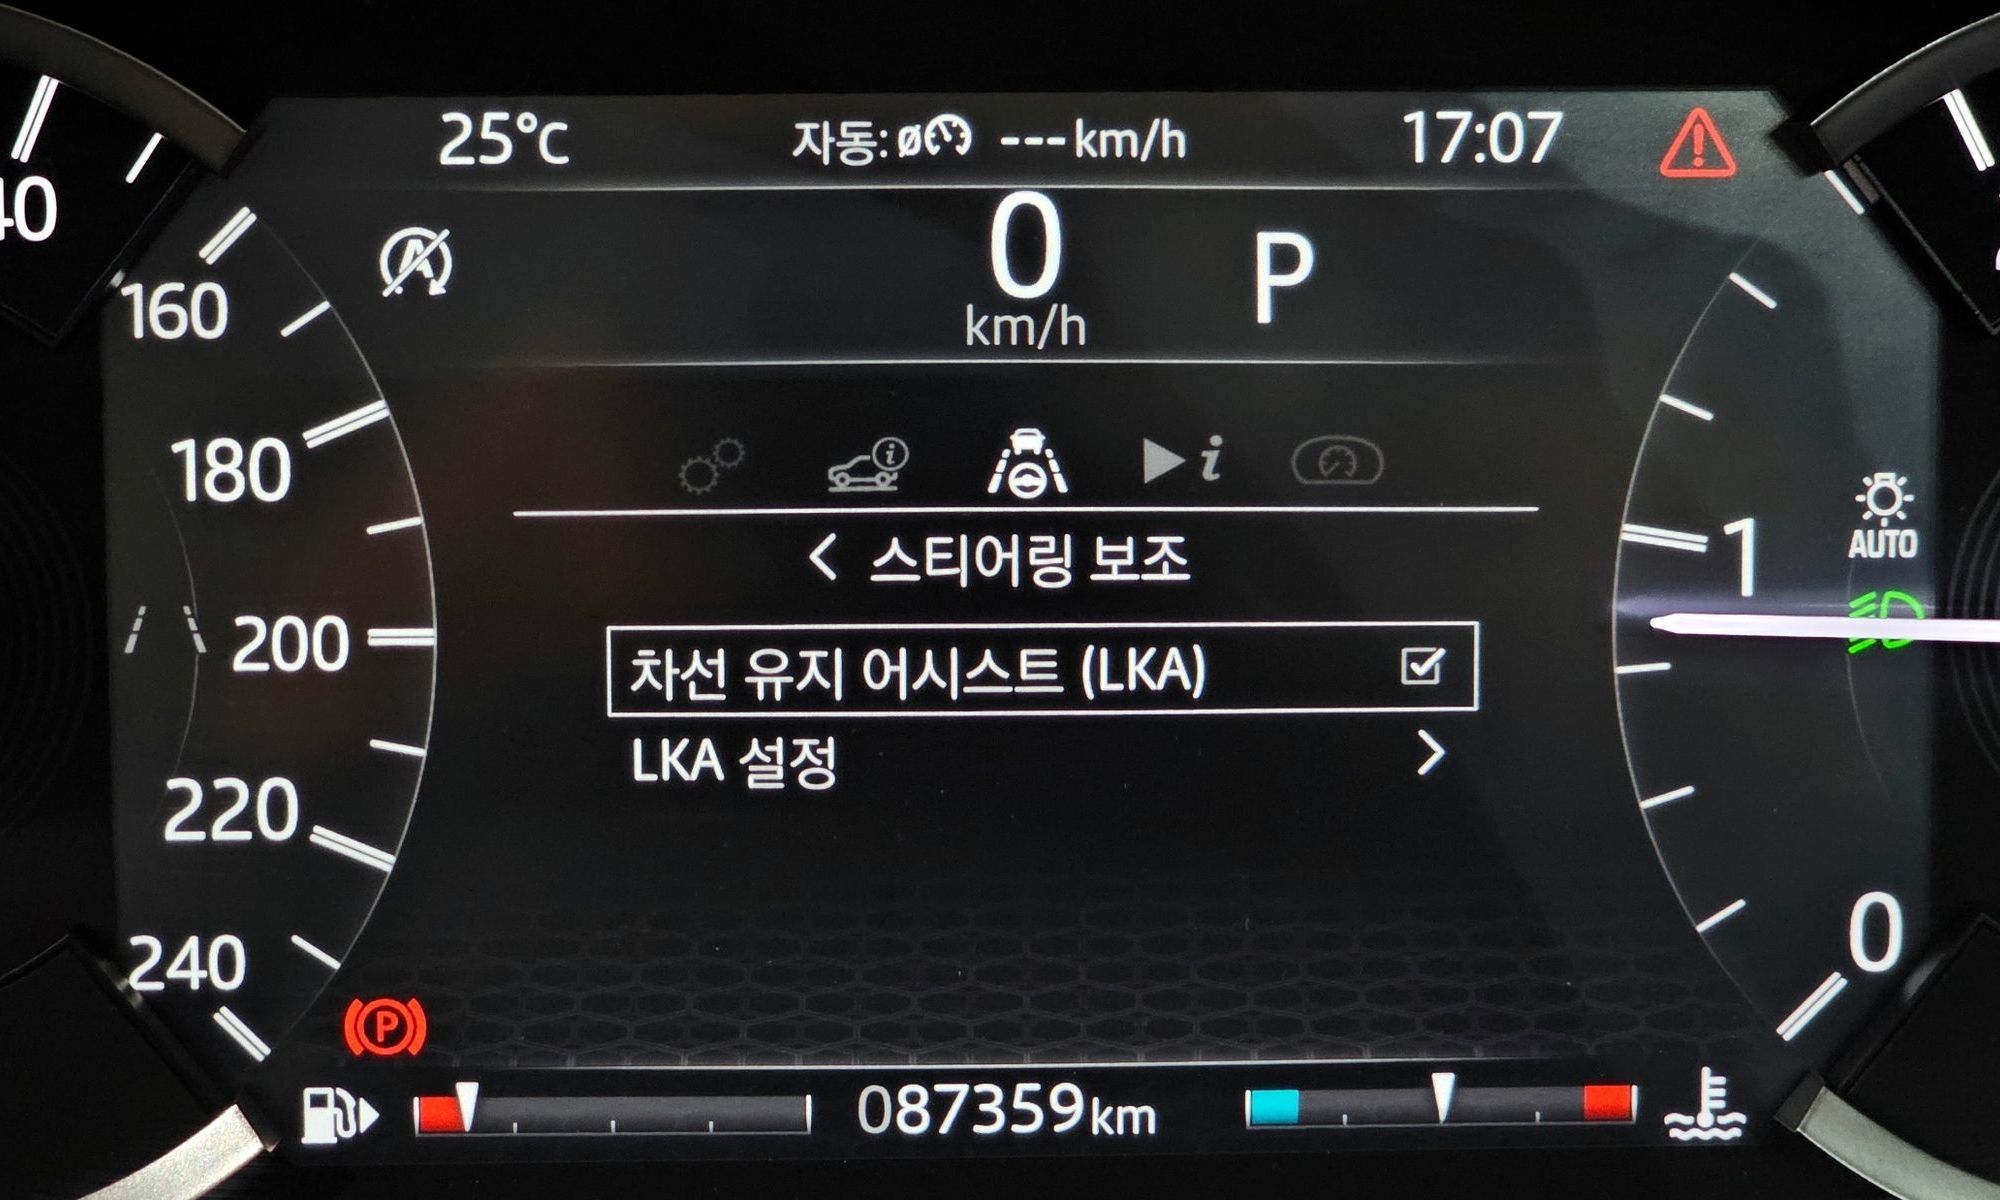 25°C 자동: ---km/h 17:07
0 P
km/h
160
180
200
220
240
i
< 스티어링 보조
차선 유지 어시스트 (LKA)
LKA 설정 >
1
AUTO
0
P
087359km